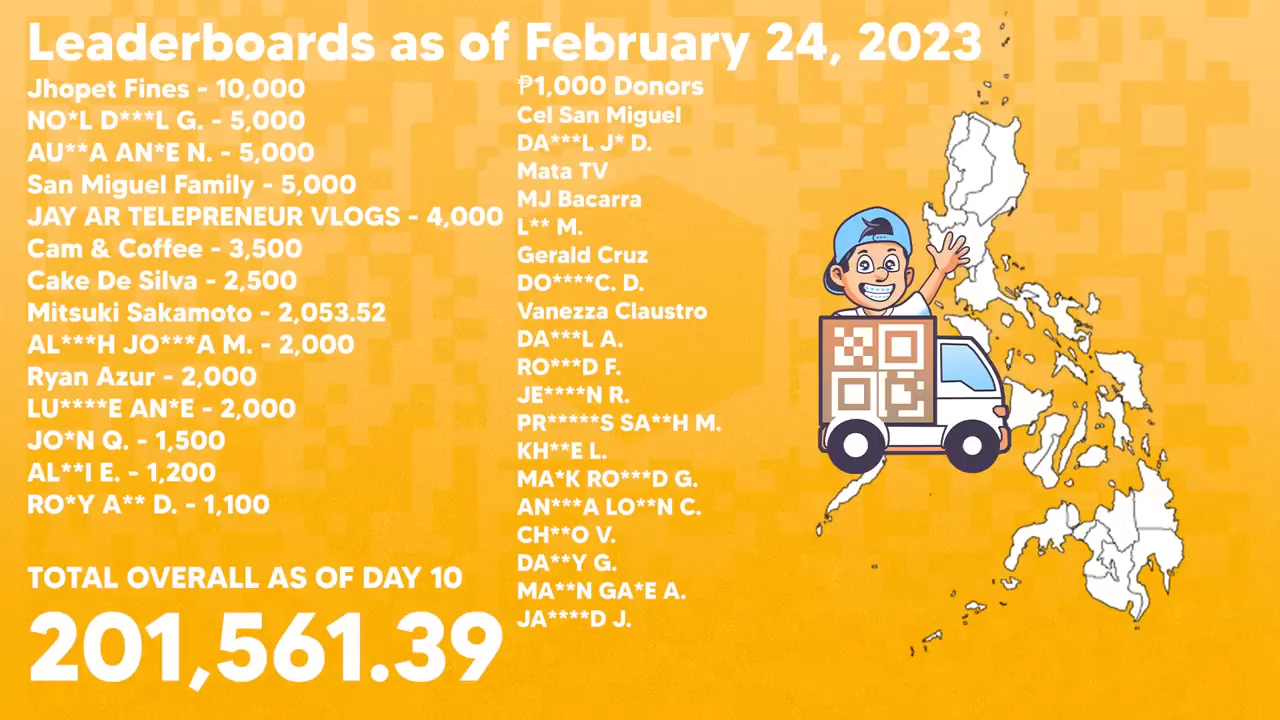 Leaderboards as of February 24, 2023
Jhopet Fines - 10,000
NO*L D***L G. - 5,000
AU**A AN*E N. - 5,000
San Miguel Family - 5,000
JAY AR TELEPRENEUR VLOGS - 4,000
Cam & Coffee - 3,500
Cake De Silva - 2,500
Mitsuki Sakamoto - 2,053.52
AL***H JO***A M. - 2,000
Ryan Azur - 2,000
LU****E AN*E - 2,000
JO*N Q. - 1,500
AL**I E. - 1,200
RO*Y A** D. - 1,100
TOTAL OVERALL AS OF DAY 10
201,561.39
₱1,000 Donors
Cel San Miguel
DA***L J* D.
Mata TV
MJ Bacarra
L** M.
Gerald Cruz
DO****C. D.
Vanezza Claustro
DA***L A.
RO***D F.
JE****N R.
PR*****S SA**H M.
KH**E L.
MA*K RO***D G.
AN***A LO**N C.
CH**O V.
DA**Y G.
MA**N GA*E A.
JA****D J.